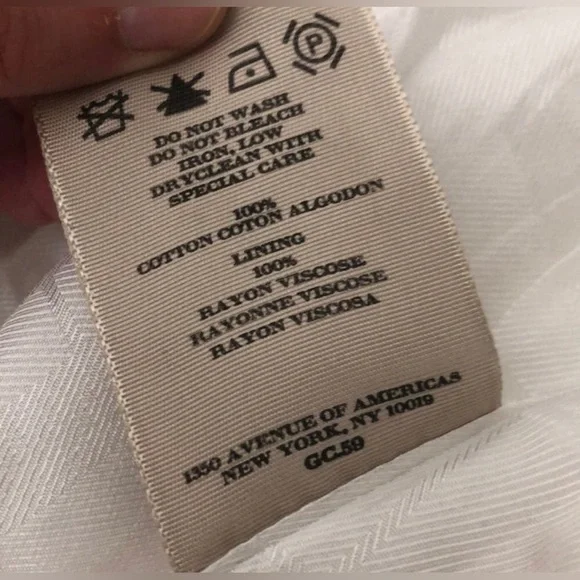 P
DO NOT WASH
DO NOT BLEACH
IRON, LOW
DRYCLEAN WITH
SPECIAL CARE
100%
COTTON COTON ALGODON
LINING
100%
RAYON VISCOSE
RAYONNE VISCOSE
RAYON VISCOSA
1350 AVENUE OF AMERICAS
NEW YORK, NY 10019
GC.59